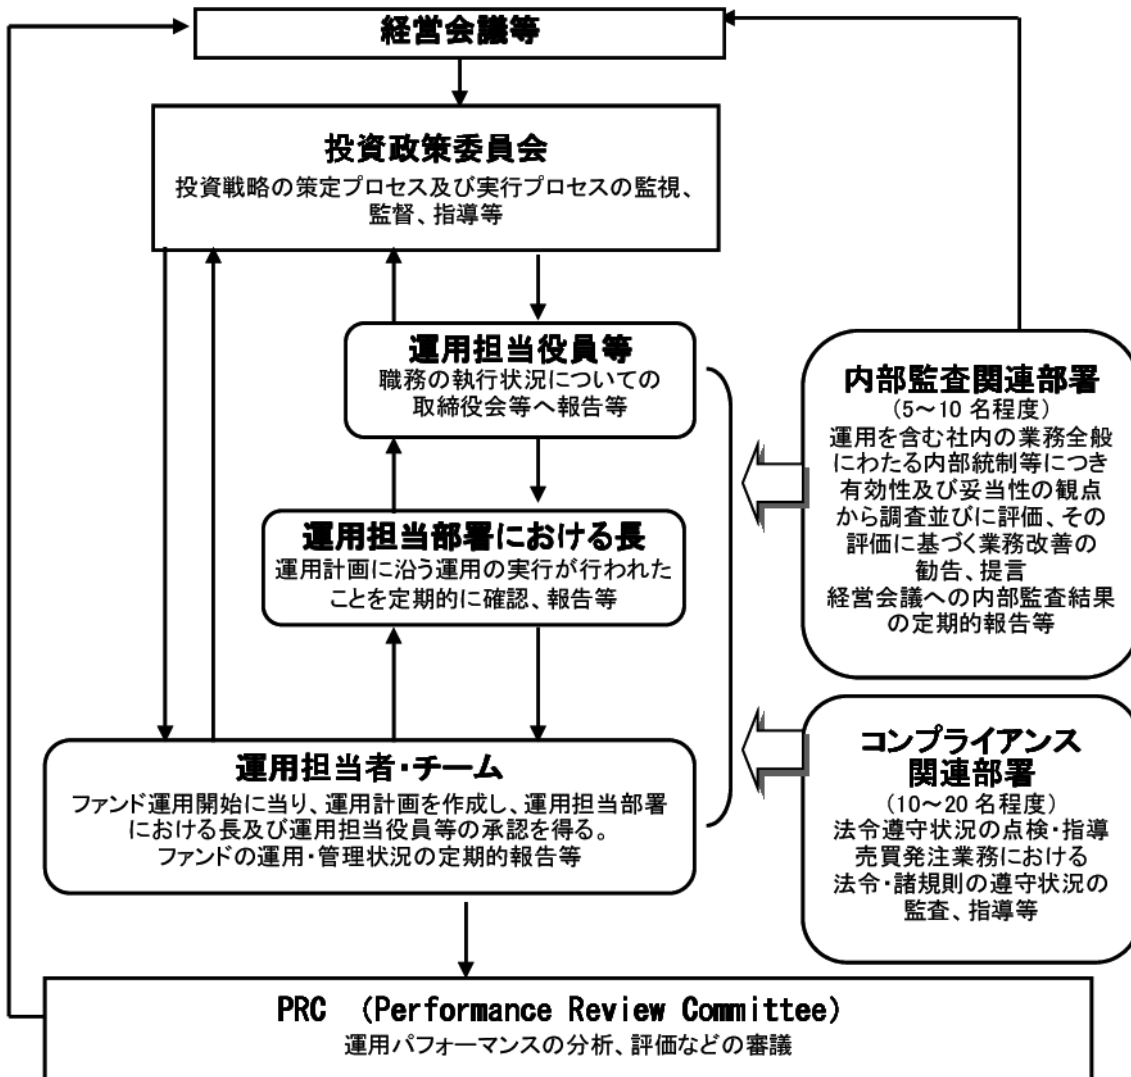 経営会議等
投資政策委員会
投資戦略の策定プロセス及び実行プロセスの監視、
監督、指導等
運用担当役員等
職務の執行状況についての
取締役会等へ報告等
運用担当部署における長
運用計画に沿う運用の実行が行われた
ことを定期的に確認、報告等
運用担当者・チーム
ファンド運用開始に当り、運用計画を作成し、運用担当部署
における長及び運用担当役員等の承認を得る。
ファンドの運用・管理状況の定期的報告等
内部監査関連部署
(5～10 名程度)
運用を含む社内の業務全般
にわたる内部統制等につき
有効性及び妥当性の観点
から調査並びに評価、その
評価に基づく業務改善の
勧告、提言
経営会議への内部監査結果
の定期的報告等
コンプライアンス
関連部署
(10～20 名程度)
法令遵守状況の点検・指導
売買発注業務における
法令・諸規則の遵守状況の
監査、指導等
PRC (Performance Review Committee)
運用パフォーマンスの分析、評価などの審議